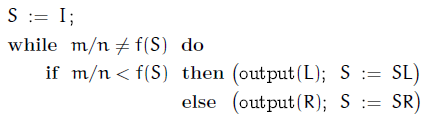 S := I;
while m/n ≠ f(S) do
if m/n < f(S) then (output(L); S := SL)
else (output(R); S := SR)